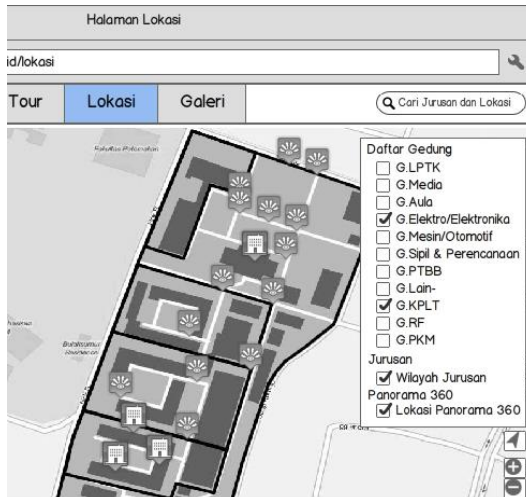 Halaman Lokasi
id/lokasi
Tour
Lokasi
Galeri
Cari Jurusan dan Lokasi
Daftar Gedung
G.LPTK
G.Media
G.Aula
G.Elektro/Elektronika
G.Mesin/Otomotif
G.Sipil & Perencanaan
G.PTBB
G.Lain-
G.KPLT
G.RF
G.PKM
Jurusan
Wilayah Jurusan
Panorama 360
Lokasi Panorama 360